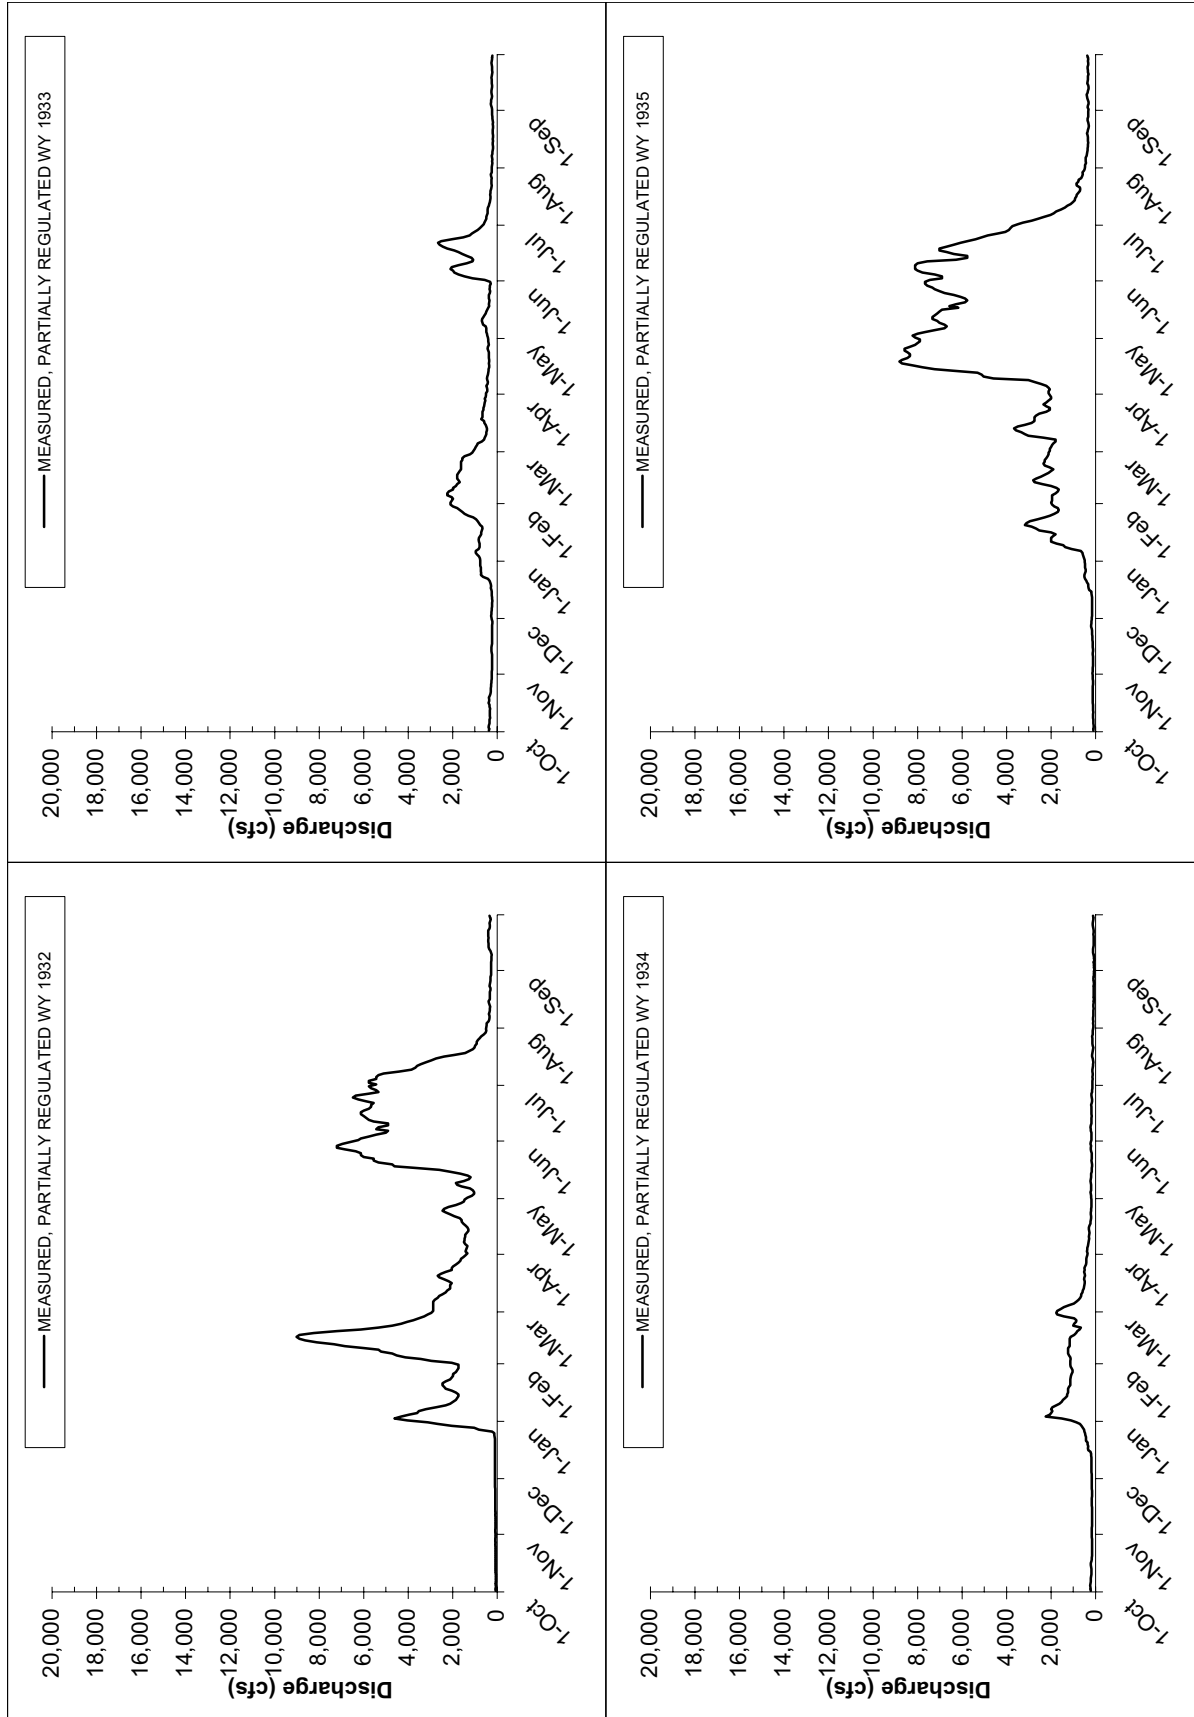 MEASURED, PARTIALLY REGULATED WY 1932
Discharge (cfs)
20,000
18,000
16,000
14,000
12,000
10,000
8,000
6,000
4,000
2,000
0
1-Oct
1-Nov
1-Dec
1-Jan
1-Feb
1-Mar
1-Apr
1-May
1-Jun
1-Jul
1-Aug
1-Sep
MEASURED, PARTIALLY REGULATED WY 1933
Discharge (cfs)
20,000
18,000
16,000
14,000
12,000
10,000
8,000
6,000
4,000
2,000
0
1-Oct
1-Nov
1-Dec
1-Jan
1-Feb
1-Mar
1-Apr
1-May
1-Jun
1-Jul
1-Aug
1-Sep
MEASURED, PARTIALLY REGULATED WY 1934
Discharge (cfs)
20,000
18,000
16,000
14,000
12,000
10,000
8,000
6,000
4,000
2,000
0
1-Oct
1-Nov
1-Dec
1-Jan
1-Feb
1-Mar
1-Apr
1-May
1-Jun
1-Jul
1-Aug
1-Sep
MEASURED, PARTIALLY REGULATED WY 1935
Discharge (cfs)
20,000
18,000
16,000
14,000
12,000
10,000
8,000
6,000
4,000
2,000
0
1-Oct
1-Nov
1-Dec
1-Jan
1-Feb
1-Mar
1-Apr
1-May
1-Jun
1-Jul
1-Aug
1-Sep